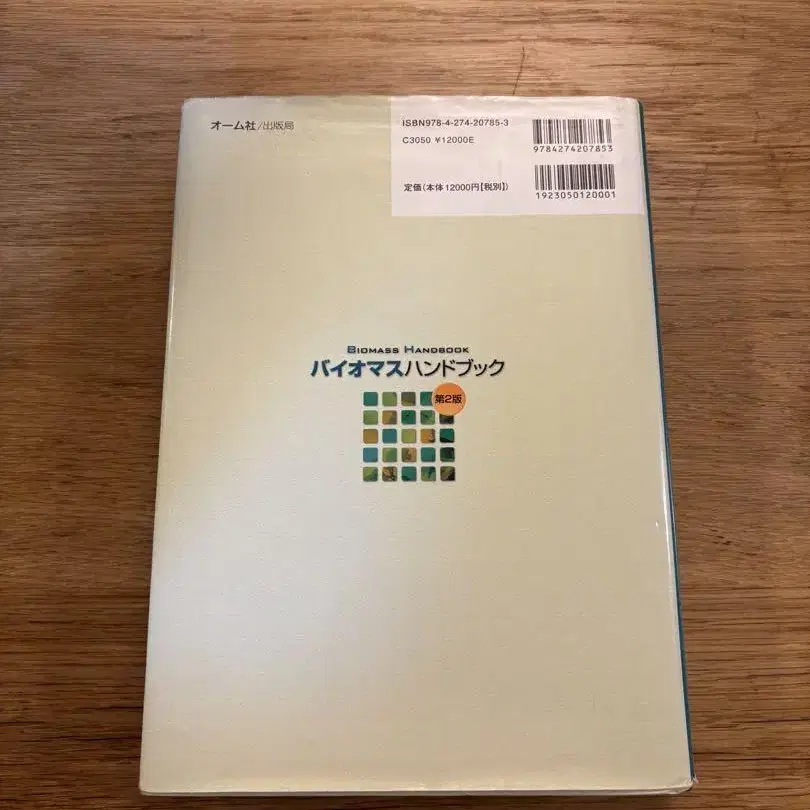 オーム社/出版局
ISBN978-4-274-20785-3
C3050 ¥12000E
定価(本体12000円【税別】)
9784274207853
1923050120001
BIOMASS HANDBOOK
バイオマスハンドブック
第2版